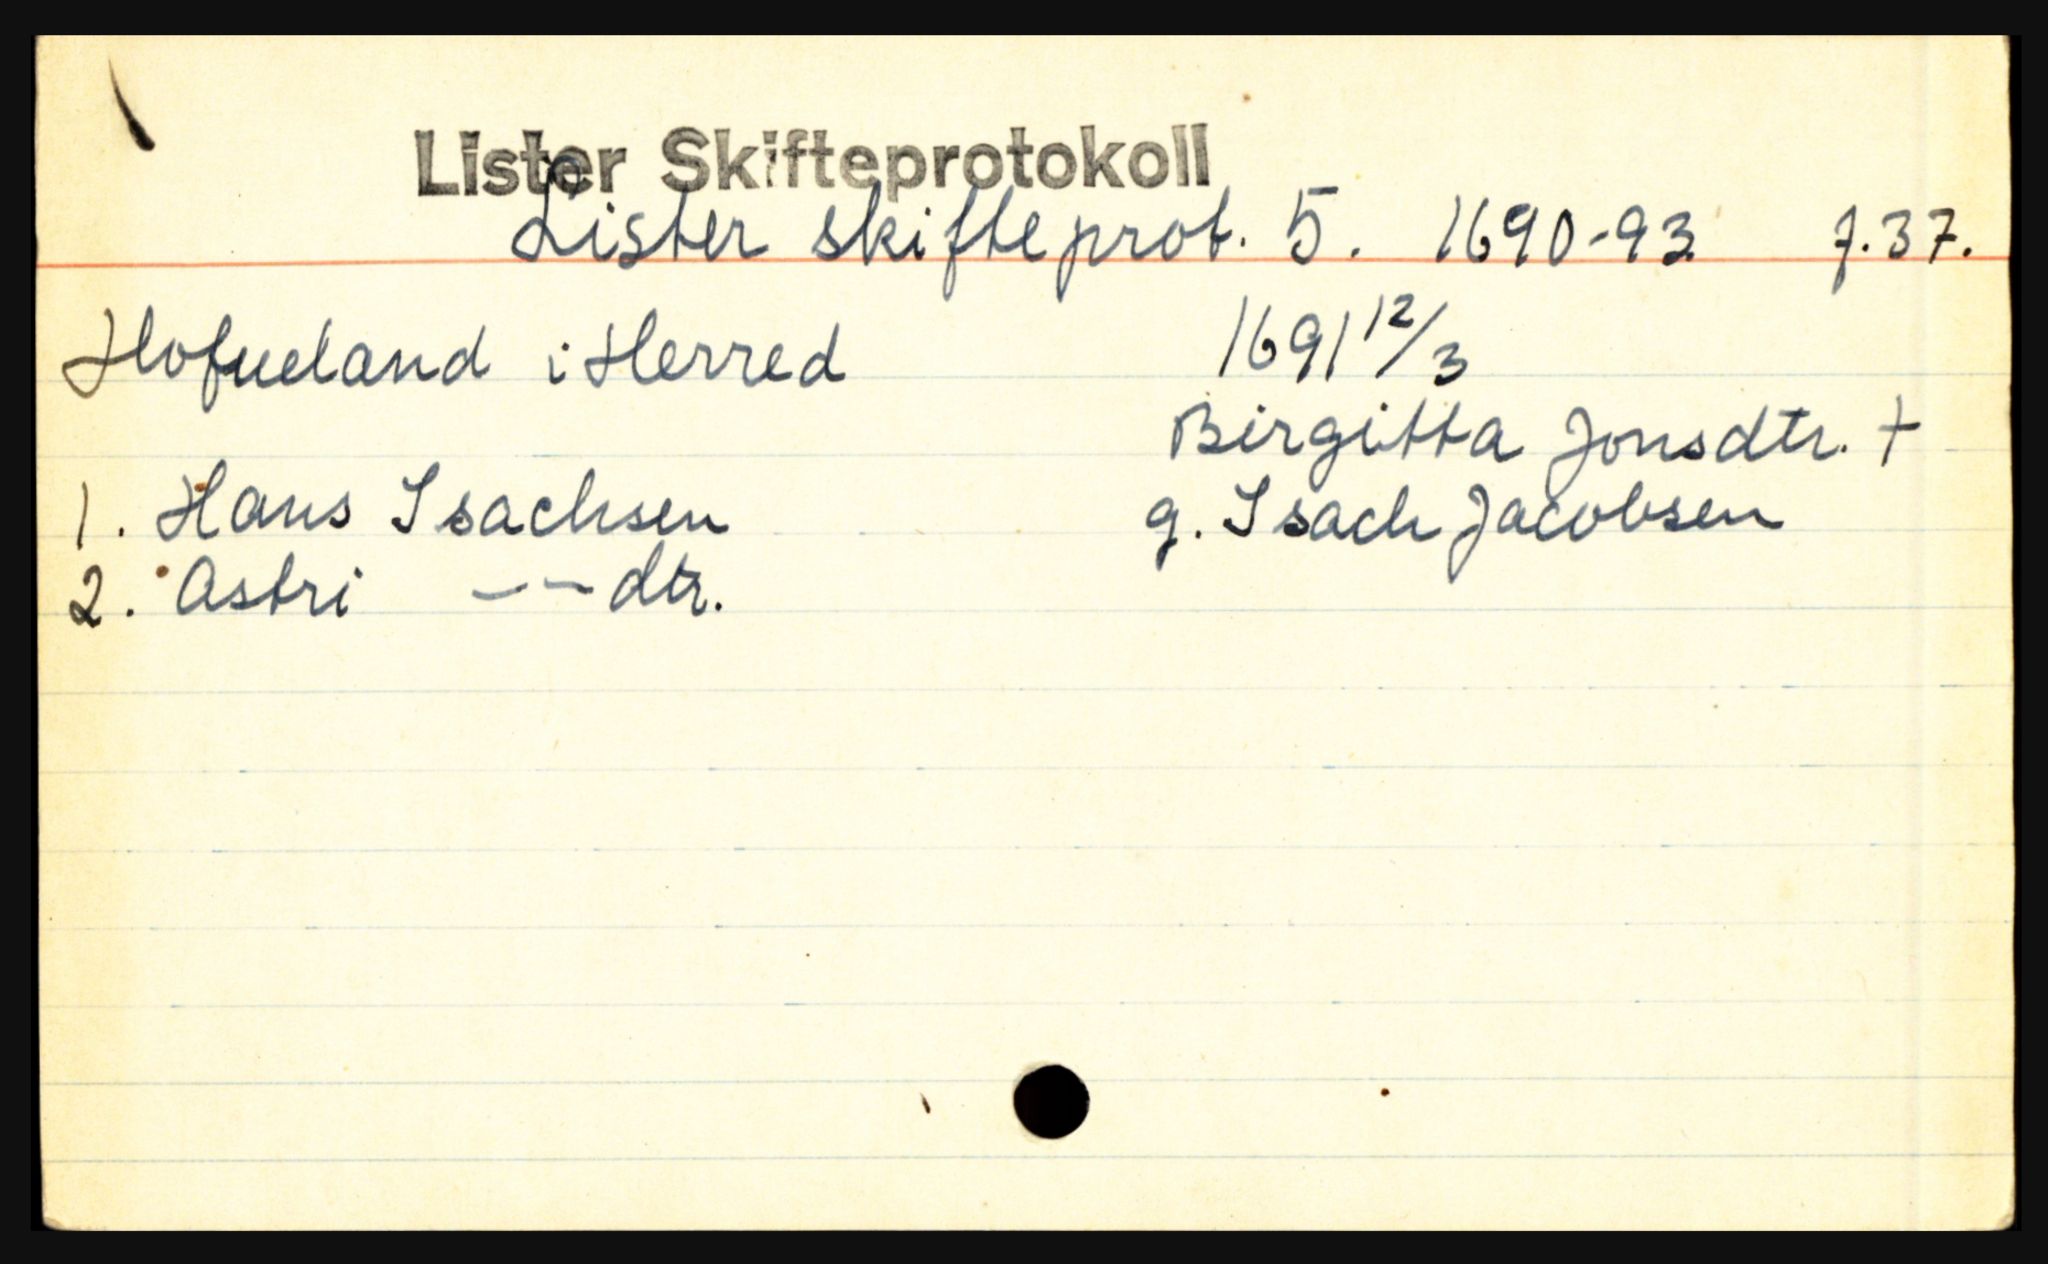 Lister Skifteprotokoll
Lister skifteprot. 5. 1690-93 f. 37.
Hofueland i Herred 1691 12/3
Birgitta Jonsdtr. +
1. Hans Isachsen g. Isach Jacobsen
2. Astri -- dtr.